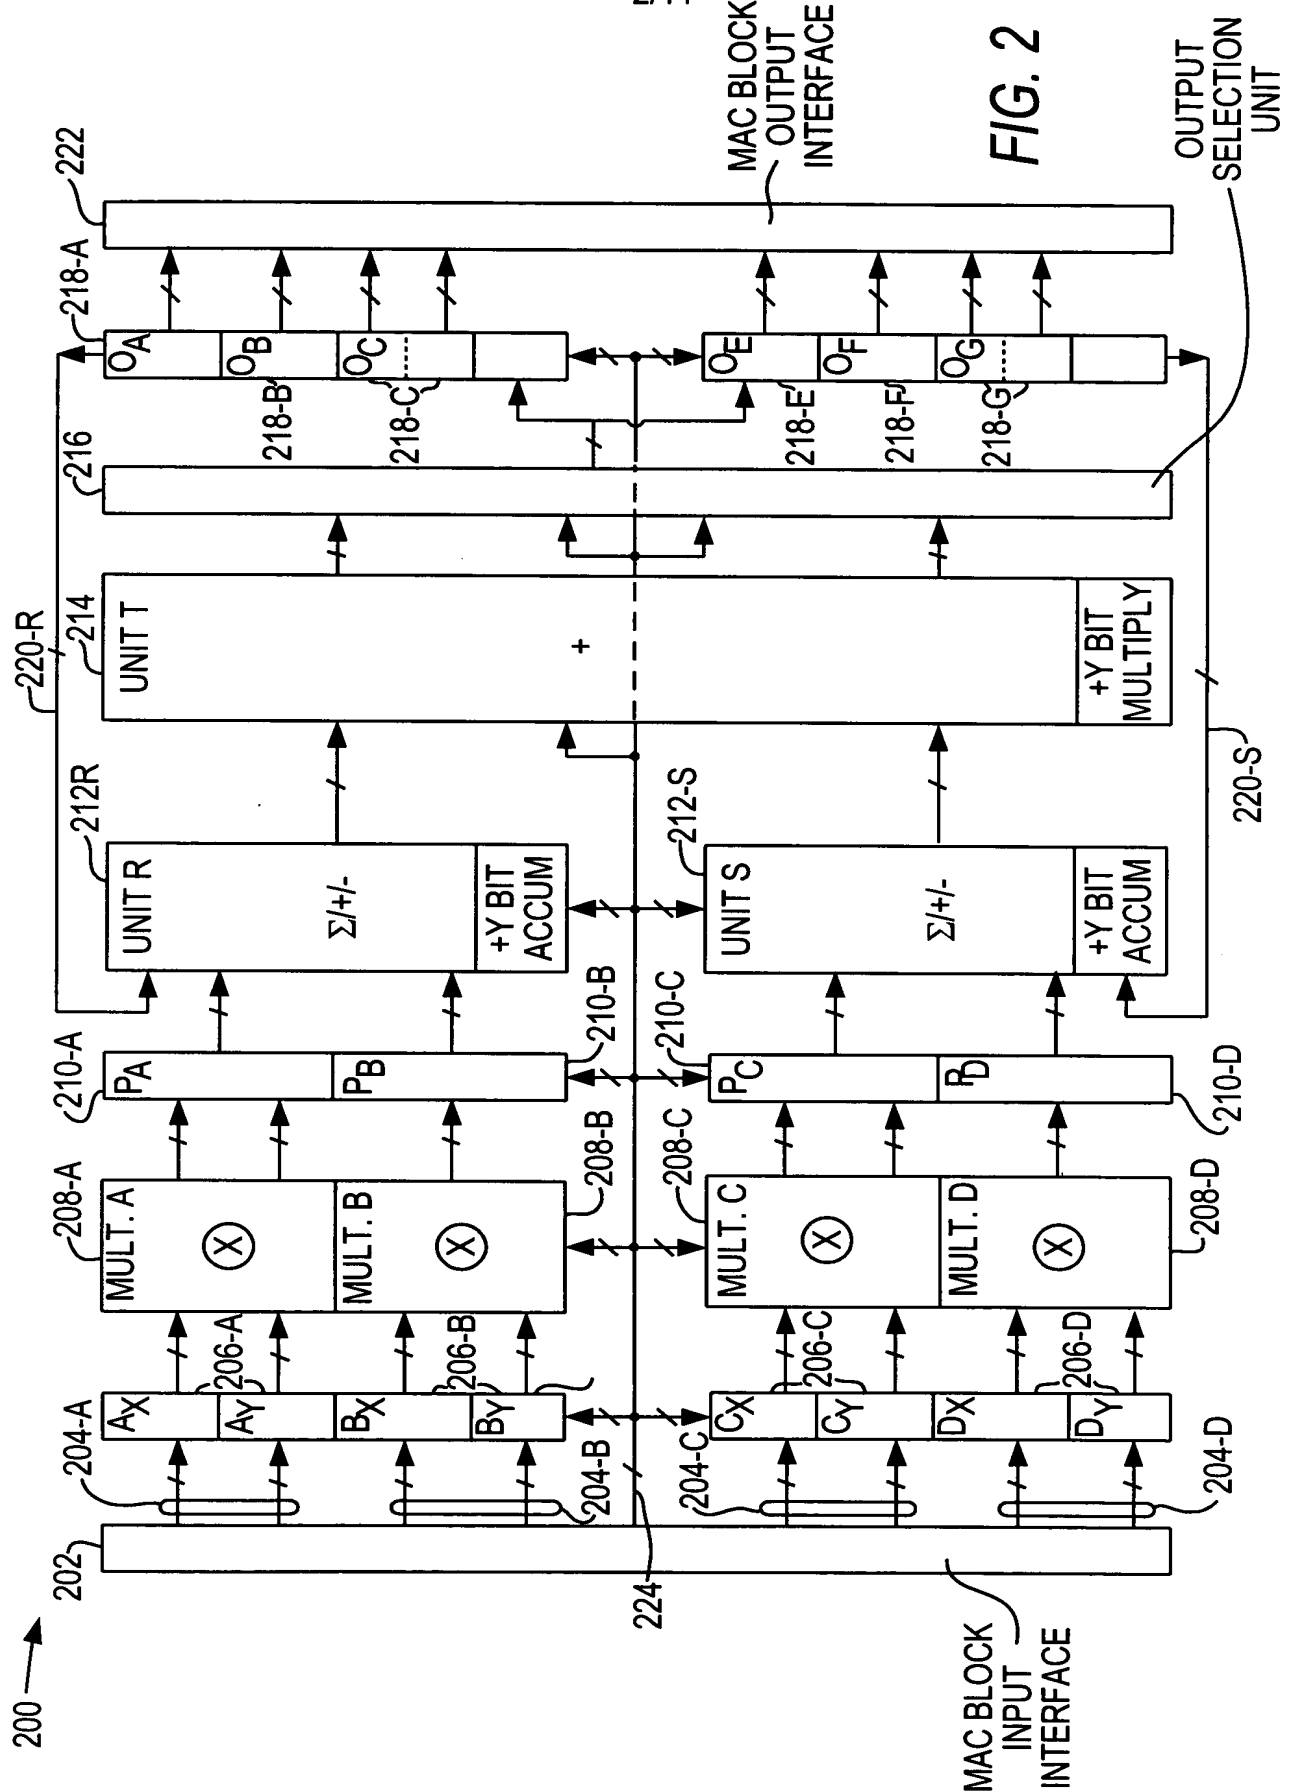 200
202
MAC BLOCK
INPUT
INTERFACE
224
204-A
204-B
204-C
204-D
AX
AY
BX
BY
CX
CY
DX
DY
206-A
206-B
206-C
206-D
208-A
MULT. A
X
MULT. B
X
208-B
208-C
MULT. C
X
MULT. D
X
208-D
210-A
PA
PB
210-B
210-C
PC
PD
210-D
212R
UNIT R
Σ/+/-
+Y BIT
ACCUM
212-S
UNIT S
Σ/+/-
+Y BIT
ACCUM
220-R
220-S
214
UNIT T
+
+Y BIT
MULTIPLY
216
OUTPUT
SELECTION
UNIT
218-A
OA
OB
OC
218-B
218-C
OE
OF
OG
218-E
218-F
218-G
222
MAC BLOCK
OUTPUT
INTERFACE
FIG. 2